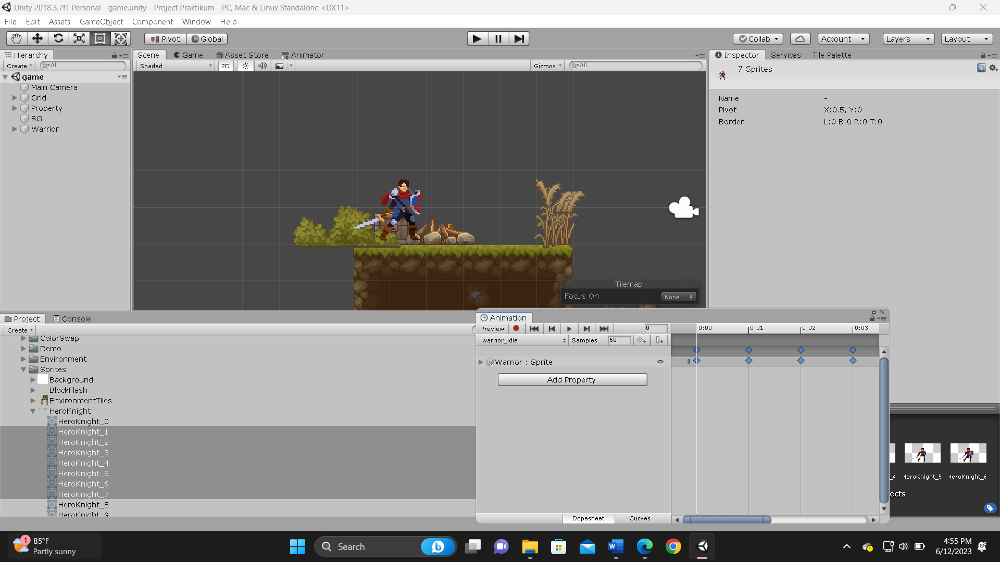 Unity 2018.3.7f1 Personal - game.unity - Project Praktikum - PC, Mac & Linux Standalone <DX11>
File Edit Assets GameObject Component Window Help
Pivot Global Collab Account Layers Layout
Hierarchy
Create All
game
Main Camera
Grid
Property
BG
Warrior
Scene Game Asset Store Animator
Shaded 2D Gizmos All
Tilemap
Focus On None
Inspector Services Tile Palette
7 Sprites
Name -
Pivot X:0.5, Y:0
Border L:0 B:0 R:0 T:0
Project Console
Create
ColorSwap
Demo
Environment
Sprites
Background
BlockFlash
EnvironmentTiles
HeroKnight
HeroKnight_0
HeroKnight_1
HeroKnight_2
HeroKnight_3
HeroKnight_4
HeroKnight_5
HeroKnight_6
HeroKnight_7
HeroKnight_8
HeroKnight_9
Animation
Preview 0 0:00 0:01 0:02 0:03
warrior_idle Samples 60
Warrior : Sprite
Add Property
Dopesheet Curves
_4 HeroKnight_5 HeroKnight_6
ects
1 85°F
Partly sunny
Search
4:55 PM
6/12/2023